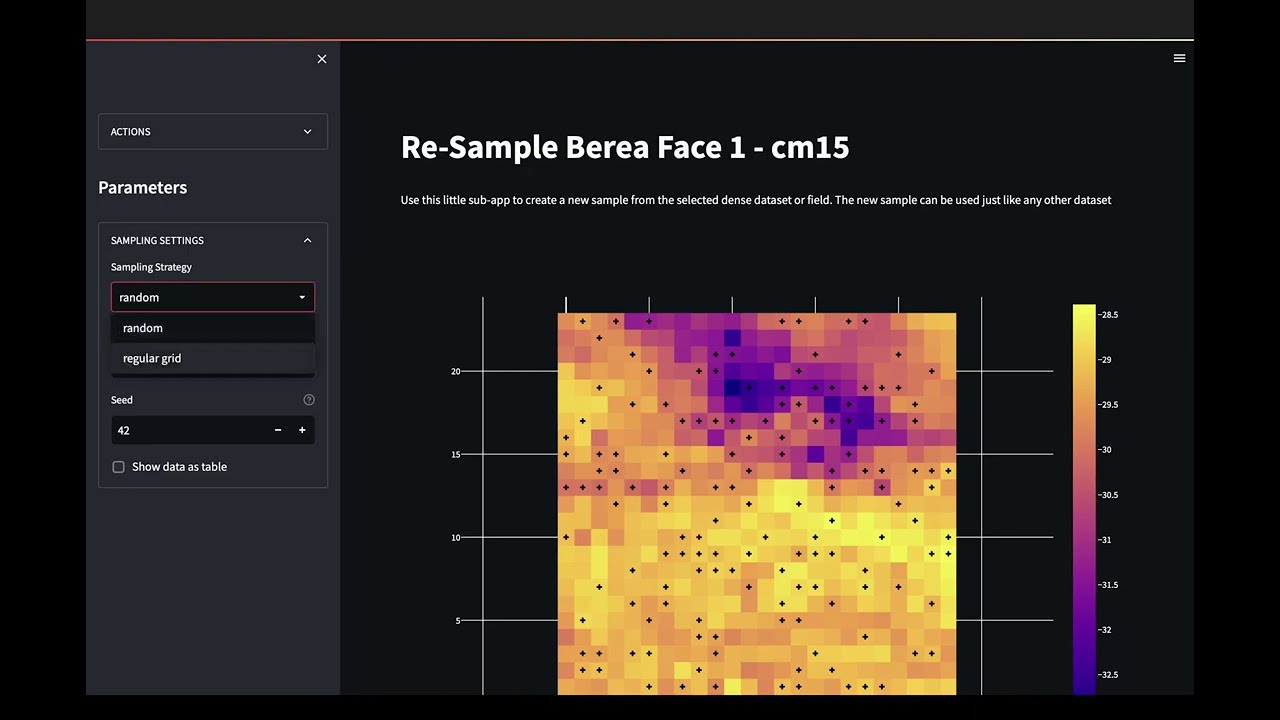 ACTIONS
Parameters
SAMPLING SETTINGS
Sampling Strategy
random
random
regular grid
Seed
42
Show data as table
Re-Sample Berea Face 1 - cm15
Use this little sub-app to create a new sample from the selected dense dataset or field. The new sample can be used just like any other dataset
20
15
10
5
−28.5
−29
−29.5
−30
−30.5
−31
−31.5
−32
−32.5